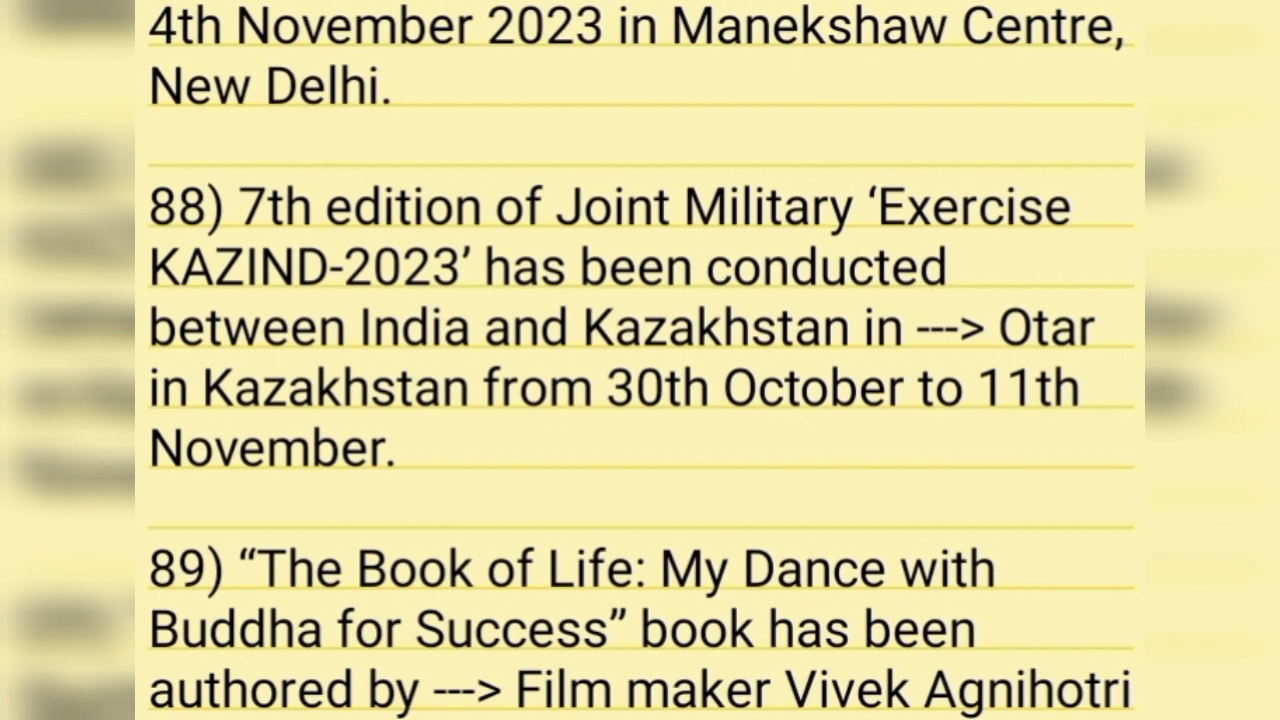 4th November 2023 in Manekshaw Centre,
New Delhi.
88) 7th edition of Joint Military ‘Exercise
KAZIND-2023’ has been conducted
between India and Kazakhstan in ---> Otar
in Kazakhstan from 30th October to 11th
November.
89) “The Book of Life: My Dance with
Buddha for Success” book has been
authored by ---> Film maker Vivek Agnihotri